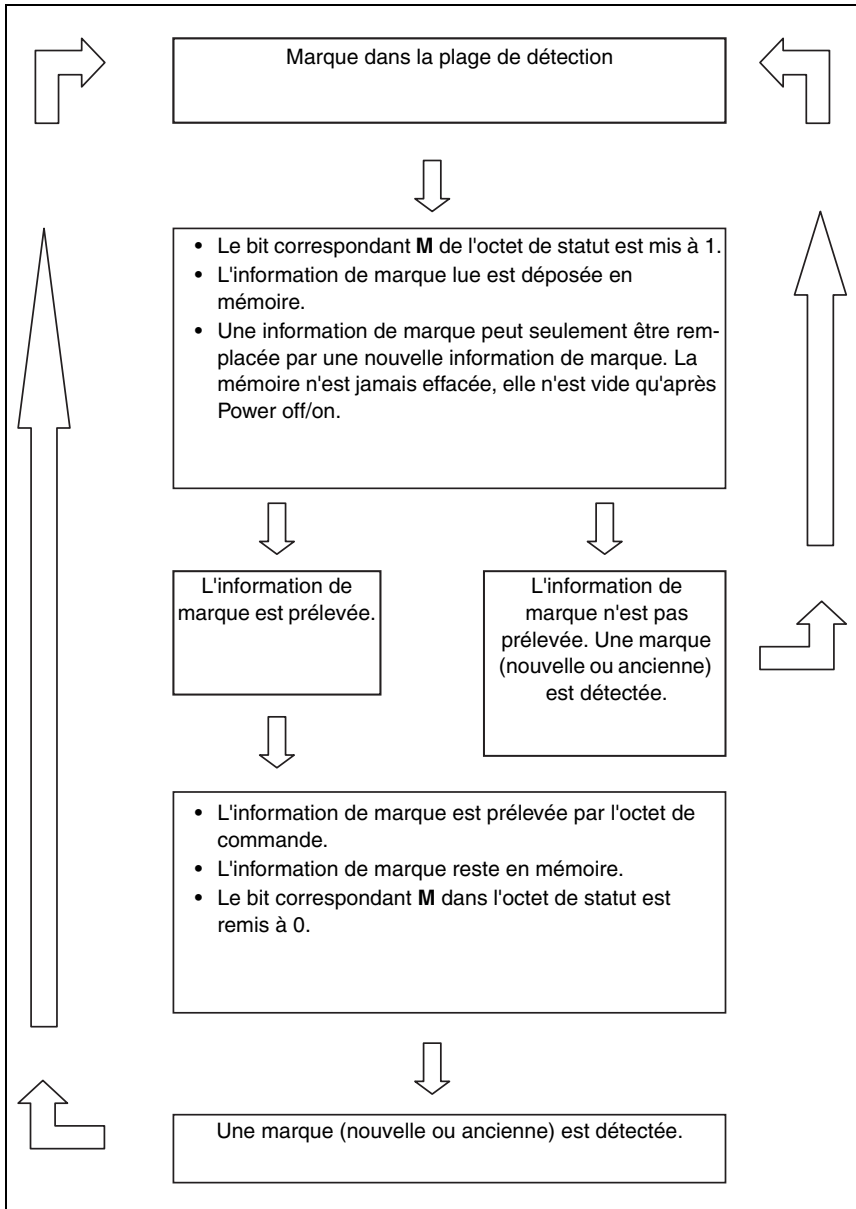 Marque dans la plage de détection
• Le bit correspondant M de l'octet de statut est mis à 1.
• L'information de marque lue est déposée en
mémoire.
• Une information de marque peut seulement être rem-
placée par une nouvelle information de marque. La
mémoire n'est jamais effacée, elle n'est vide qu'après
Power off/on.
L'information de
marque est prélevée.
L'information de
marque n'est pas
prélevée. Une marque
(nouvelle ou ancienne)
est détectée.
• L'information de marque est prélevée par l'octet de
commande.
• L'information de marque reste en mémoire.
• Le bit correspondant M dans l'octet de statut est
remis à 0.
Une marque (nouvelle ou ancienne) est détectée.